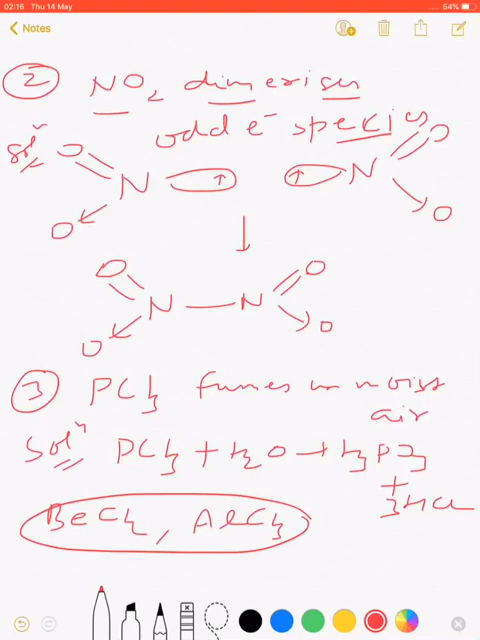 02:16 Thu 14 May 54%
Notes
② NO₂ dimerises
odd e⁻ species
Solⁿ
O N ↑ ↑ N O
O O
↓
O N — N O
O O
③ PCl₃ fumes in moist
air
Solⁿ PCl₃ + H₂O → H₃PO₃
+
3HCl
BeCl₂, AlCl₃